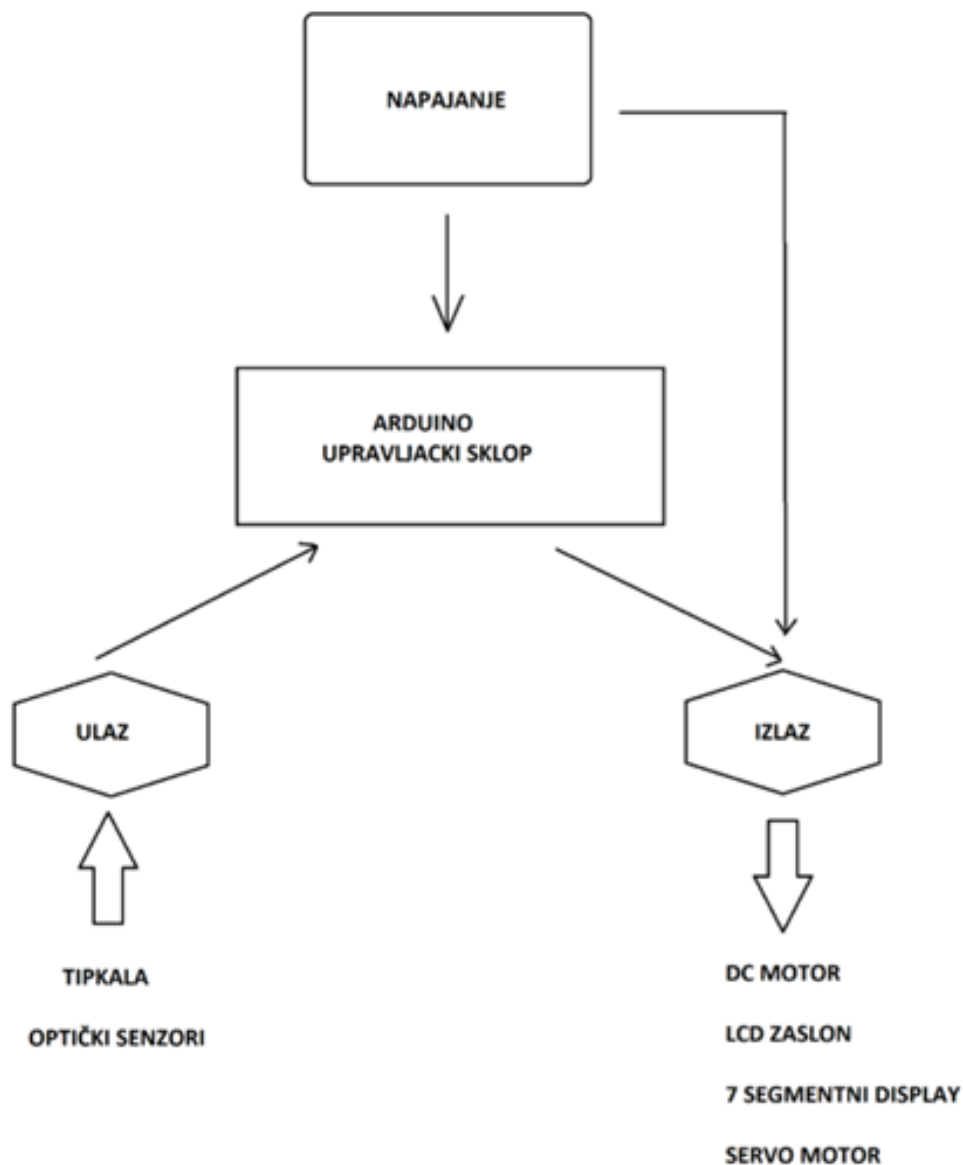 NAPAJANJE
ARDUINO
UPRAVLJACKI SKLOP
ULAZ
IZLAZ
TIPKALA
OPTIČKI SENZORI
DC MOTOR
LCD ZASLON
7 SEGMENTNI DISPLAY
SERVO MOTOR